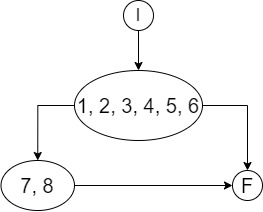 I
1, 2, 3, 4, 5, 6
7, 8
F